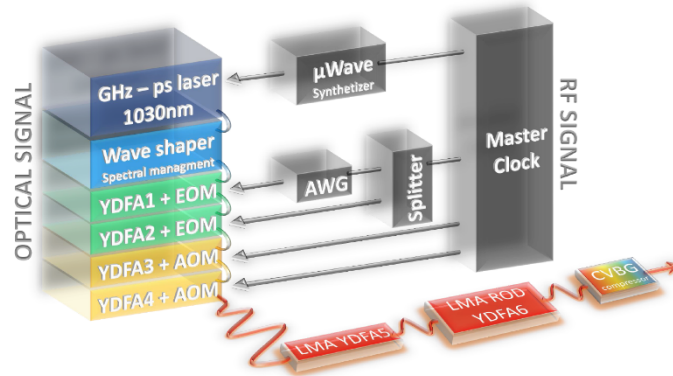 OPTICAL SIGNAL
GHz – ps laser
1030nm
Wave shaper
Spectral managment
YDFA1 + EOM
YDFA2 + EOM
YDFA3 + AOM
YDFA4 + AOM
µWave
Synthetizer
AWG
Splitter
Master
Clock
RF SIGNAL
LMA YDFA5
LMA ROD
YDFA6
CVBG
compressor